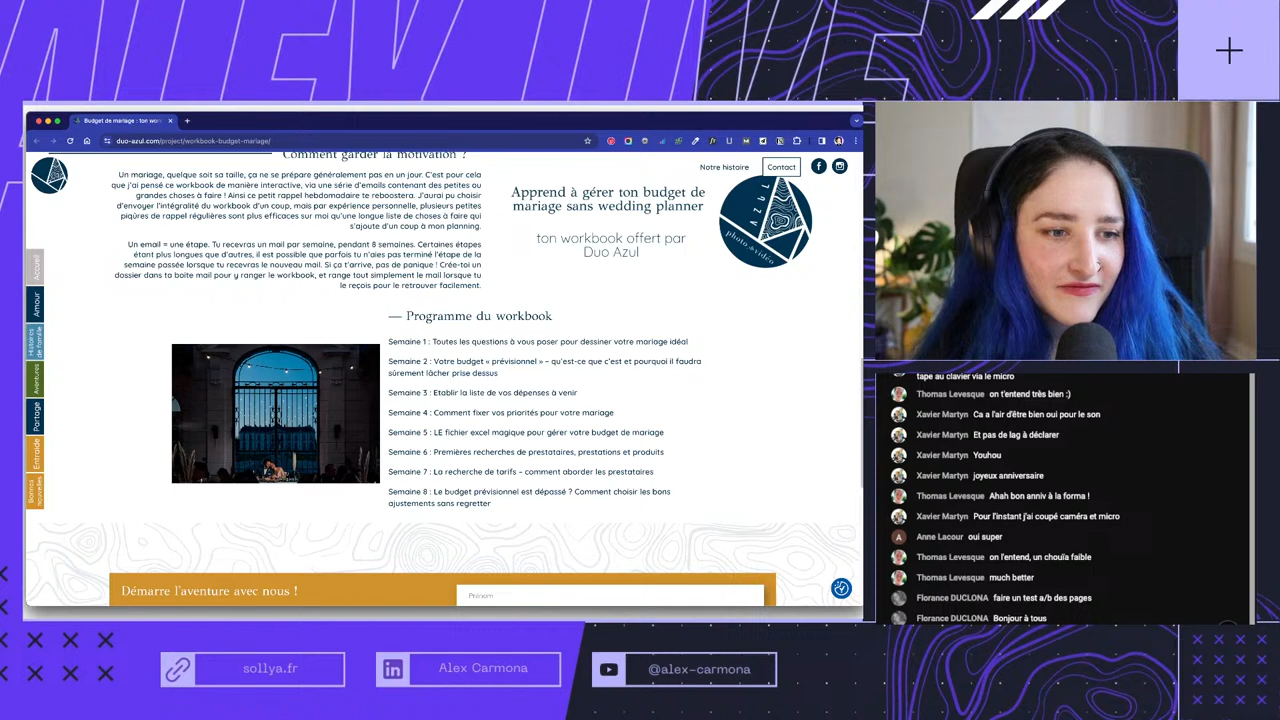 ALEX LIVE
Budget de mariage : ton wor
duo-azul.com/project/workbook-budget-mariage/
Notre histoire
Contact
Comment garder la motivation ?
Un mariage, quelque soit sa taille, ça ne se prépare généralement pas en un jour. C'est pour cela
que j'ai pensé ce workbook de manière interactive, via une série d'emails contenant des petites ou
grandes choses à faire ! Ainsi ce petit rappel hebdomadaire te reboostera. J'aurai pu choisir
d'envoyer l'intégralité du workbook d'un coup, mais par expérience personnelle, plusieurs petites
piqûres de rappel régulières sont plus efficaces sur moi qu'une longue liste de choses à faire qui
s'ajoute d'un coup à mon planning.
Un email = une étape. Tu recevras un mail par semaine, pendant 8 semaines. Certaines étapes
étant plus longues que d'autres, il est possible que parfois tu n'aies pas terminé l'étape de la
semaine passée lorsque tu recevras le nouveau mail. Si ça t'arrive, pas de panique ! Crée-toi un
dossier dans ta boite mail pour y ranger le workbook, et range tout simplement le mail lorsque tu
le reçois pour le retrouver facilement.
Apprend à gérer ton budget de
mariage sans wedding planner
ton workbook offert par
Duo Azul
AZUL
photo & video
Accueil
Amour
Histoires
de famille
Aventures
Partage
Entraide
Bonnes
nouvelles
— Programme du workbook
Semaine 1 : Toutes les questions à vous poser pour dessiner votre mariage idéal
Semaine 2 : Votre budget « prévisionnel » – qu'est-ce que c'est et pourquoi il faudra
sûrement lâcher prise dessus
Semaine 3 : Etablir la liste de vos dépenses à venir
Semaine 4 : Comment fixer vos priorités pour votre mariage
Semaine 5 : LE fichier excel magique pour gérer votre budget de mariage
Semaine 6 : Premières recherches de prestataires, prestations et produits
Semaine 7 : La recherche de tarifs – comment aborder les prestataires
Semaine 8 : Le budget prévisionnel est dépassé ? Comment choisir les bons
ajustements sans regretter
Démarre l'aventure avec nous !
Prénom
tape au clavier via le micro
Thomas Levesque on t'entend très bien :)
Xavier Martyn Ca a l'air d'être bien oui pour le son
Xavier Martyn Et pas de lag à déclarer
Xavier Martyn Youhou
Xavier Martyn joyeux anniversaire
Thomas Levesque Ahah bon anniv à la forma !
Xavier Martyn Pour l'instant j'ai coupé caméra et micro
A Anne Lacour oui super
Thomas Levesque on l'entend, un chouïa faible
Thomas Levesque much better
Florance DUCLONA faire un test a/b des pages
Florance DUCLONA Bonjour à tous
sollya.fr
in Alex Carmona
@alex-carmona